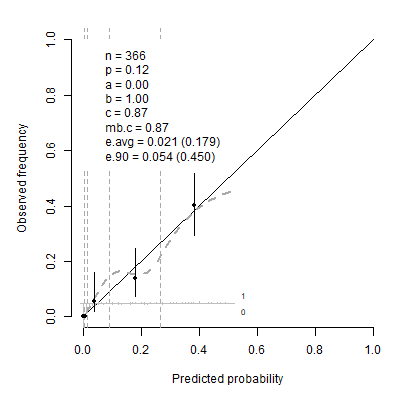 n = 366
p = 0.12
a = 0.00
b = 1.00
c = 0.87
mb.c = 0.87
e.avg = 0.021 (0.179)
e.90 = 0.054 (0.450)
1.0
0.8
0.6
0.4
0.2
0.0
Observed frequency
1
0
0.0 0.2 0.4 0.6 0.8 1.0
Predicted probability